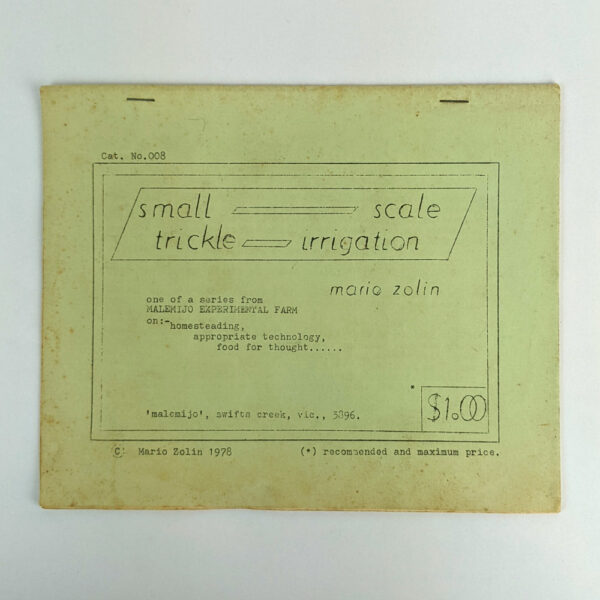 Cat. No.008
small scale
trickle irrigation
mario zolin
one of a series from
MALEMIJO EXPERIMENTAL FARM
on:-homesteading,
appropriate technology,
food for thought......
*
$1.00
'malemijo', swifts creek, vic., 3896.
(C) Mario Zolin 1978 (*) recommended and maximum price.